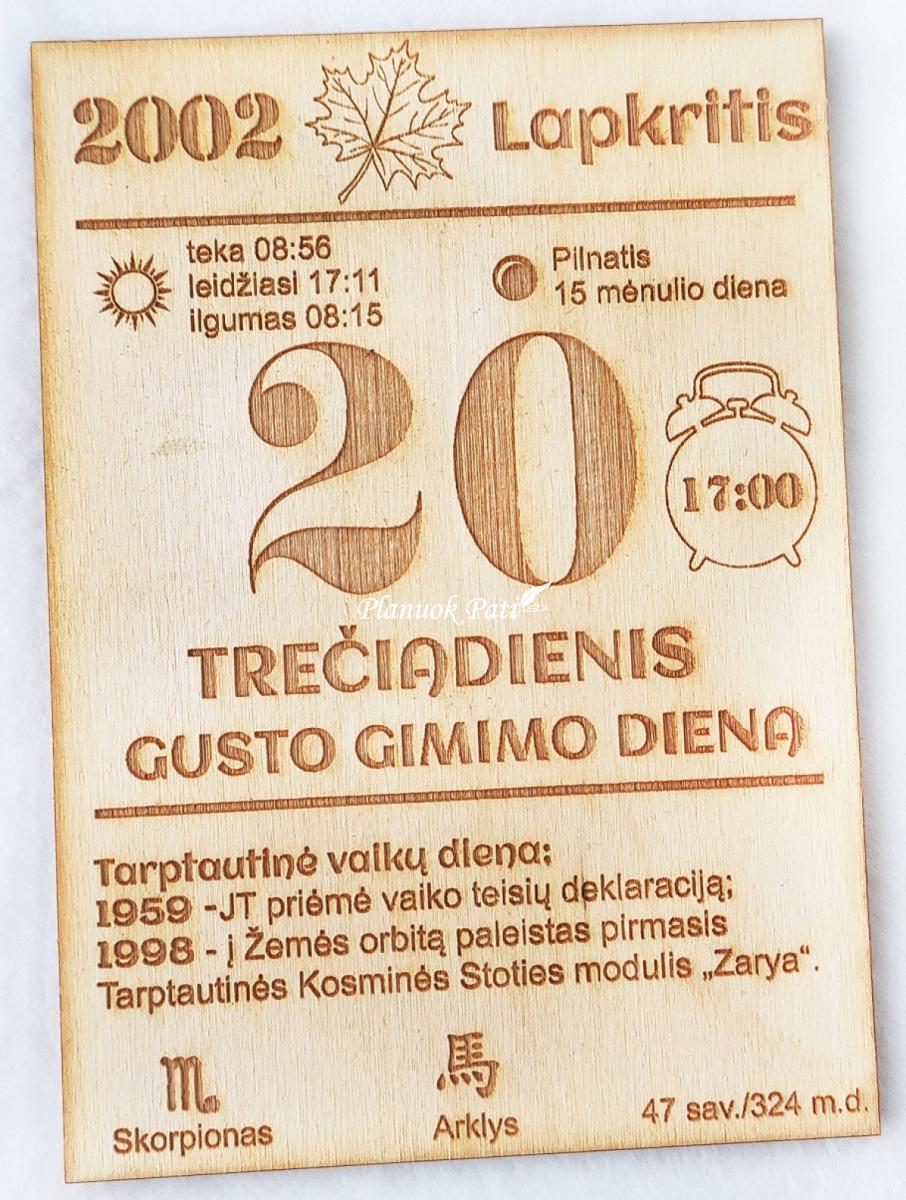 2002 Lapkritis
teka 08:56
leidžiasi 17:11
ilgumas 08:15
Pilnatis
15 mėnulio diena
20
17:00
Planuok Pati
TREČIADIENIS
GUSTO GIMIMO DIENA
Tarptautinė vaikų diena;
1959 -JT priėmė vaiko teisių deklaraciją;
1998 - į Žemės orbitą paleistas pirmasis
Tarptautinės Kosminės Stoties modulis „Zarya“.
馬
Skorpionas
Arklys
47 sav./324 m.d.